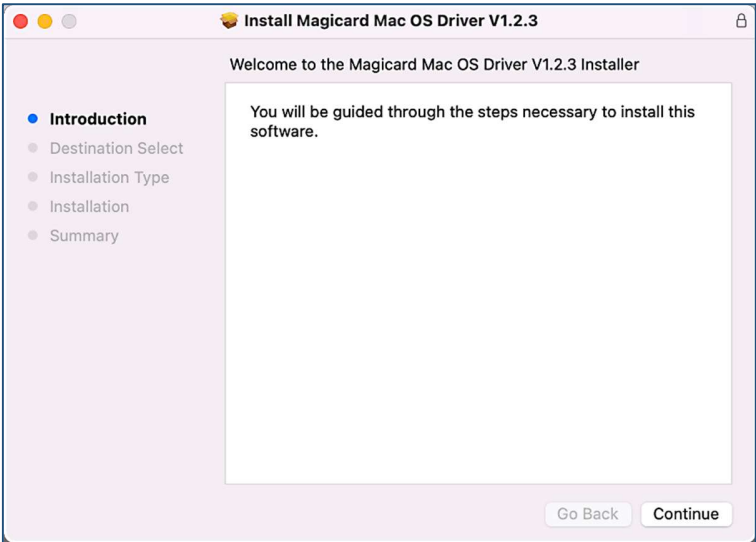 Install Magicard Mac OS Driver V1.2.3
Welcome to the Magicard Mac OS Driver V1.2.3 Installer
Introduction
Destination Select
Installation Type
Installation
Summary
You will be guided through the steps necessary to install this
software.
Go Back
Continue